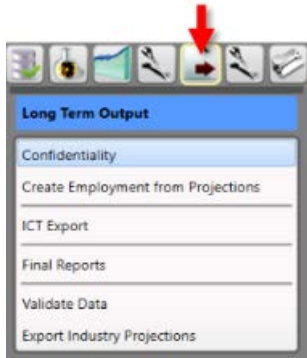 Long Term Output
Confidentiality
Create Employment from Projections
ICT Export
Final Reports
Validate Data
Export Industry Projections